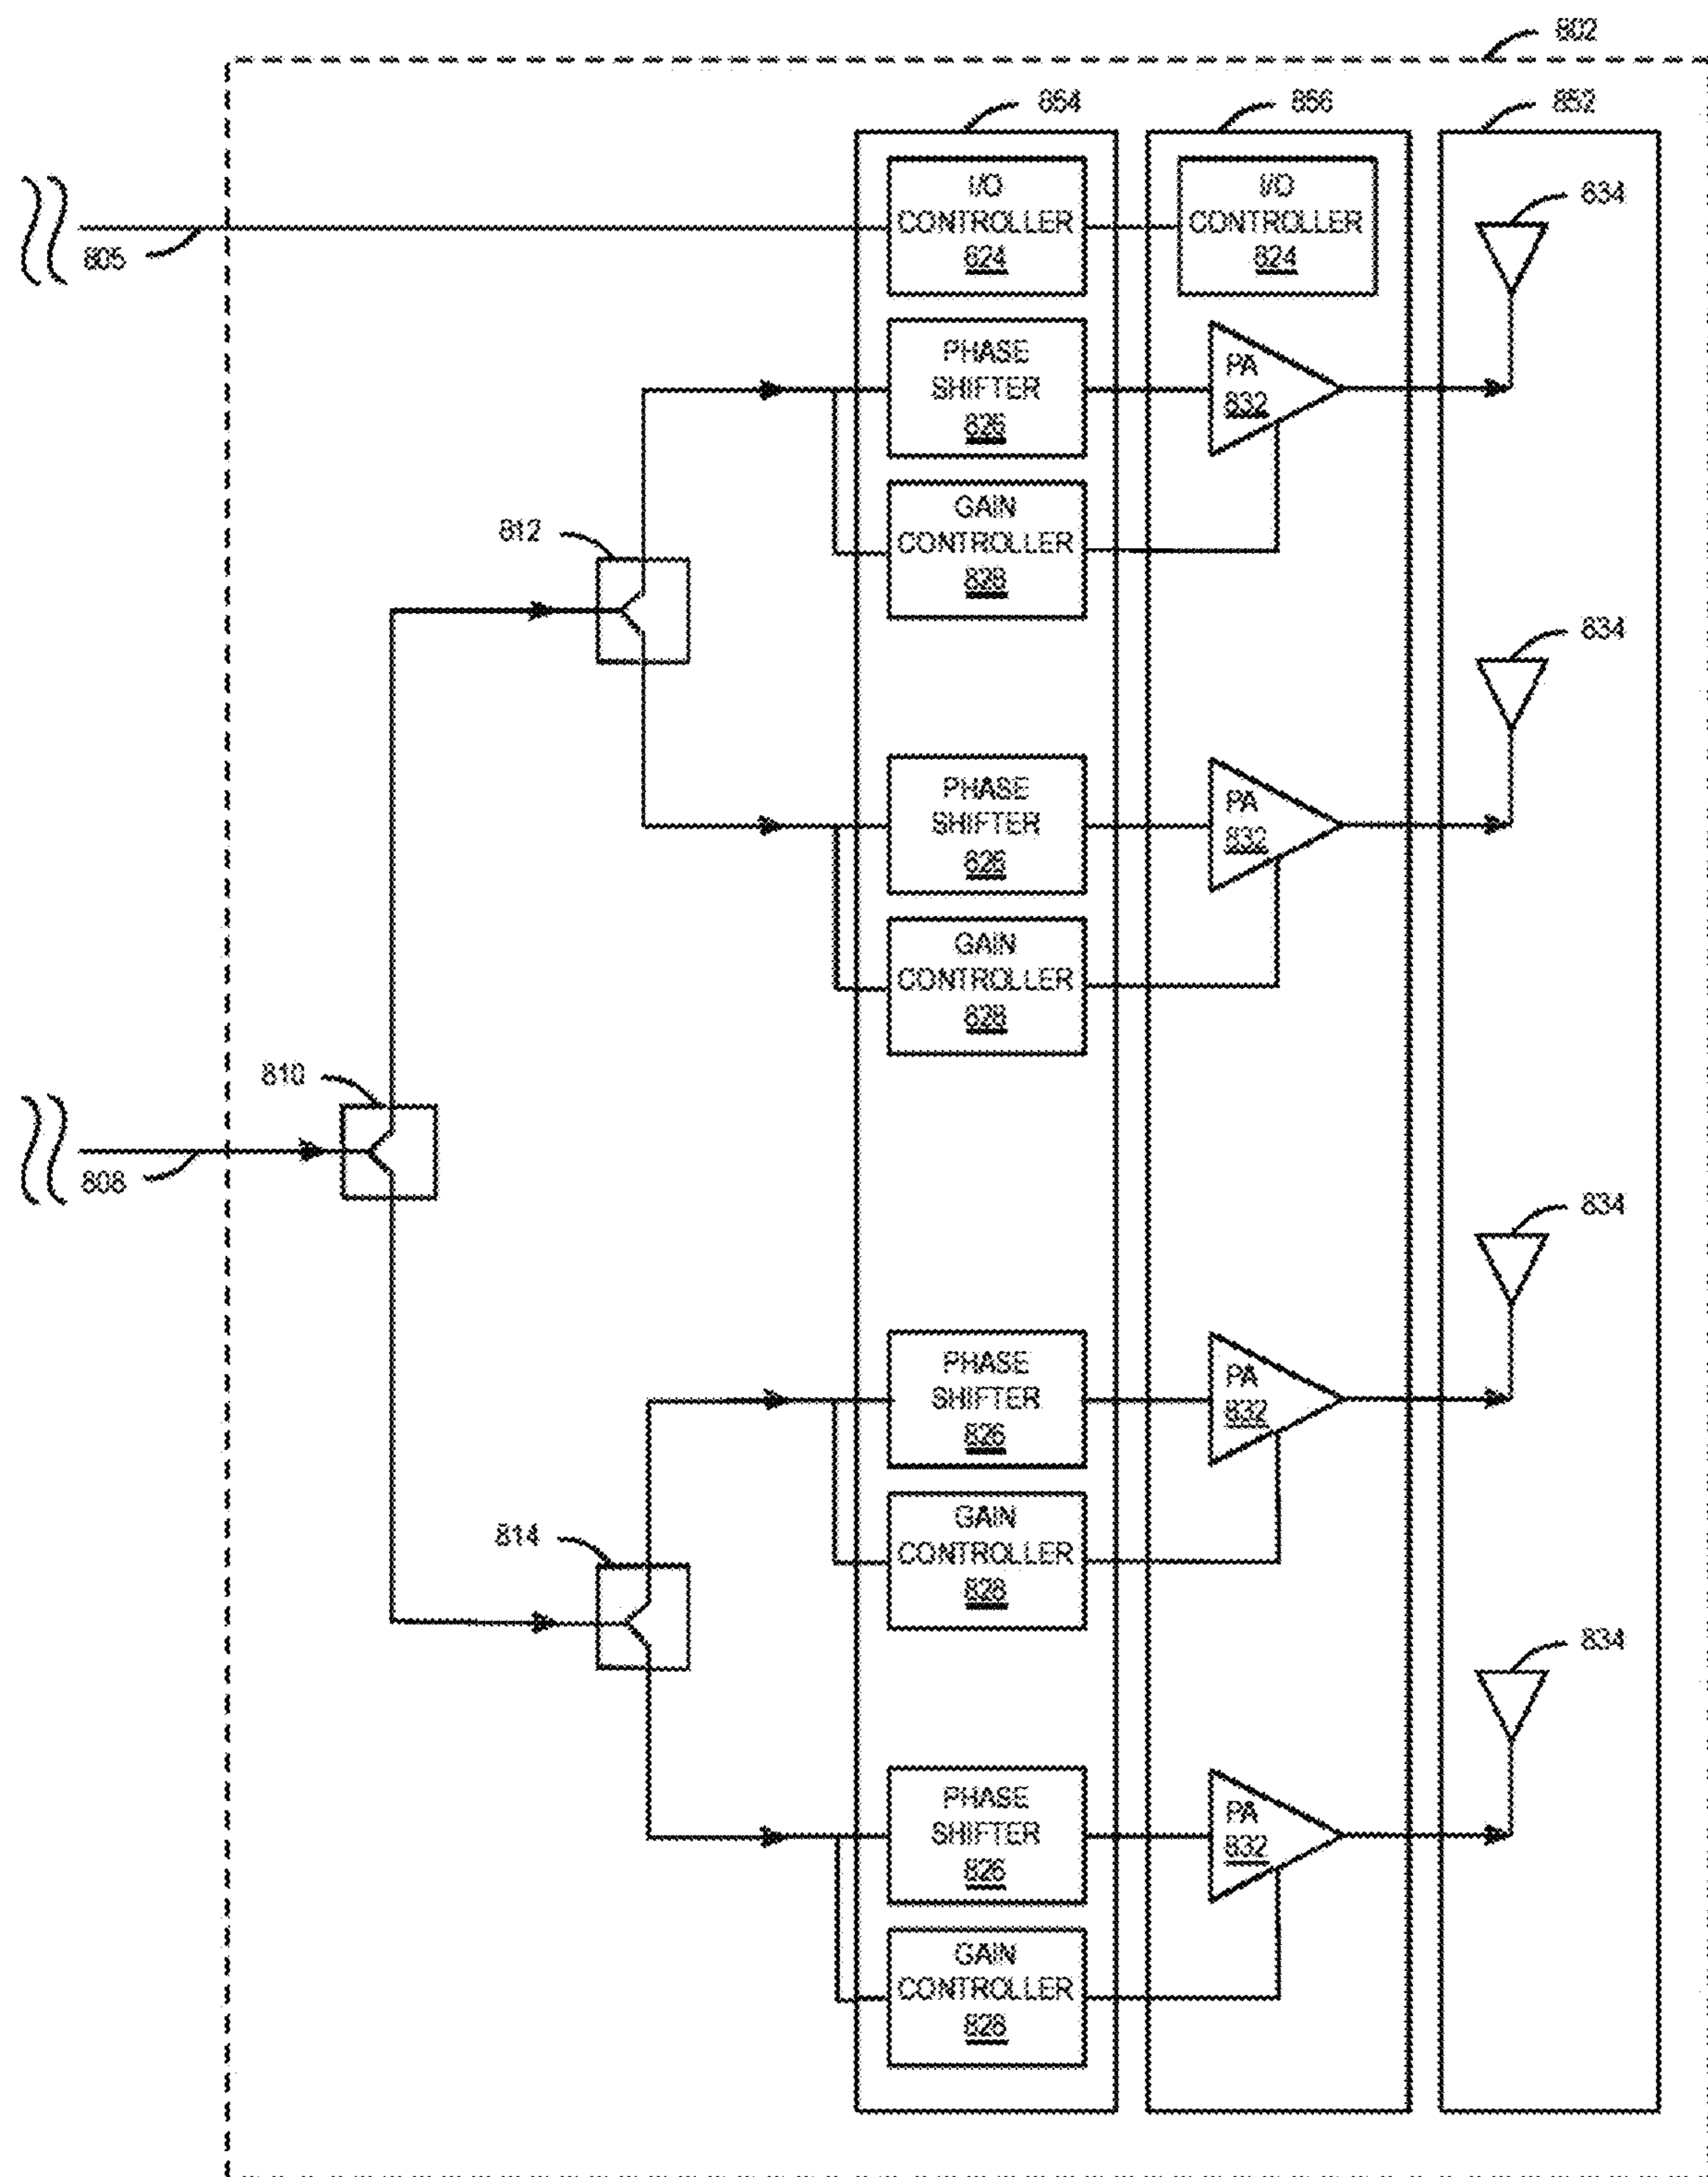 802
854
856
852
I/O
CONTROLLER
824
I/O
CONTROLLER
824
834
805
PHASE
SHIFTER
826
PA
832
GAIN
CONTROLLER
828
812
834
PHASE
SHIFTER
826
PA
832
GAIN
CONTROLLER
828
810
808
834
PHASE
SHIFTER
826
PA
832
GAIN
CONTROLLER
828
814
834
PHASE
SHIFTER
826
PA
832
GAIN
CONTROLLER
828